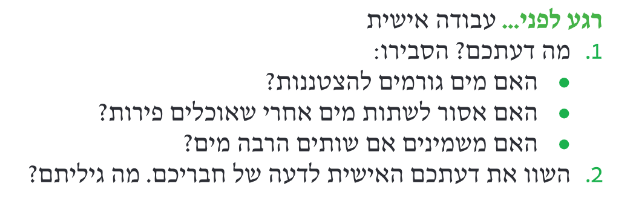 רגע לפני... עבודה אישית
1. מה דעתכם? הסבירו:
● האם מים גורמים להצטננות?
● האם אסור לשתות מים אחרי שאוכלים פירות?
● האם משמינים אם שותים הרבה מים?
2. השוו את דעתכם האישית לדעה של חבריכם. מה גיליתם?